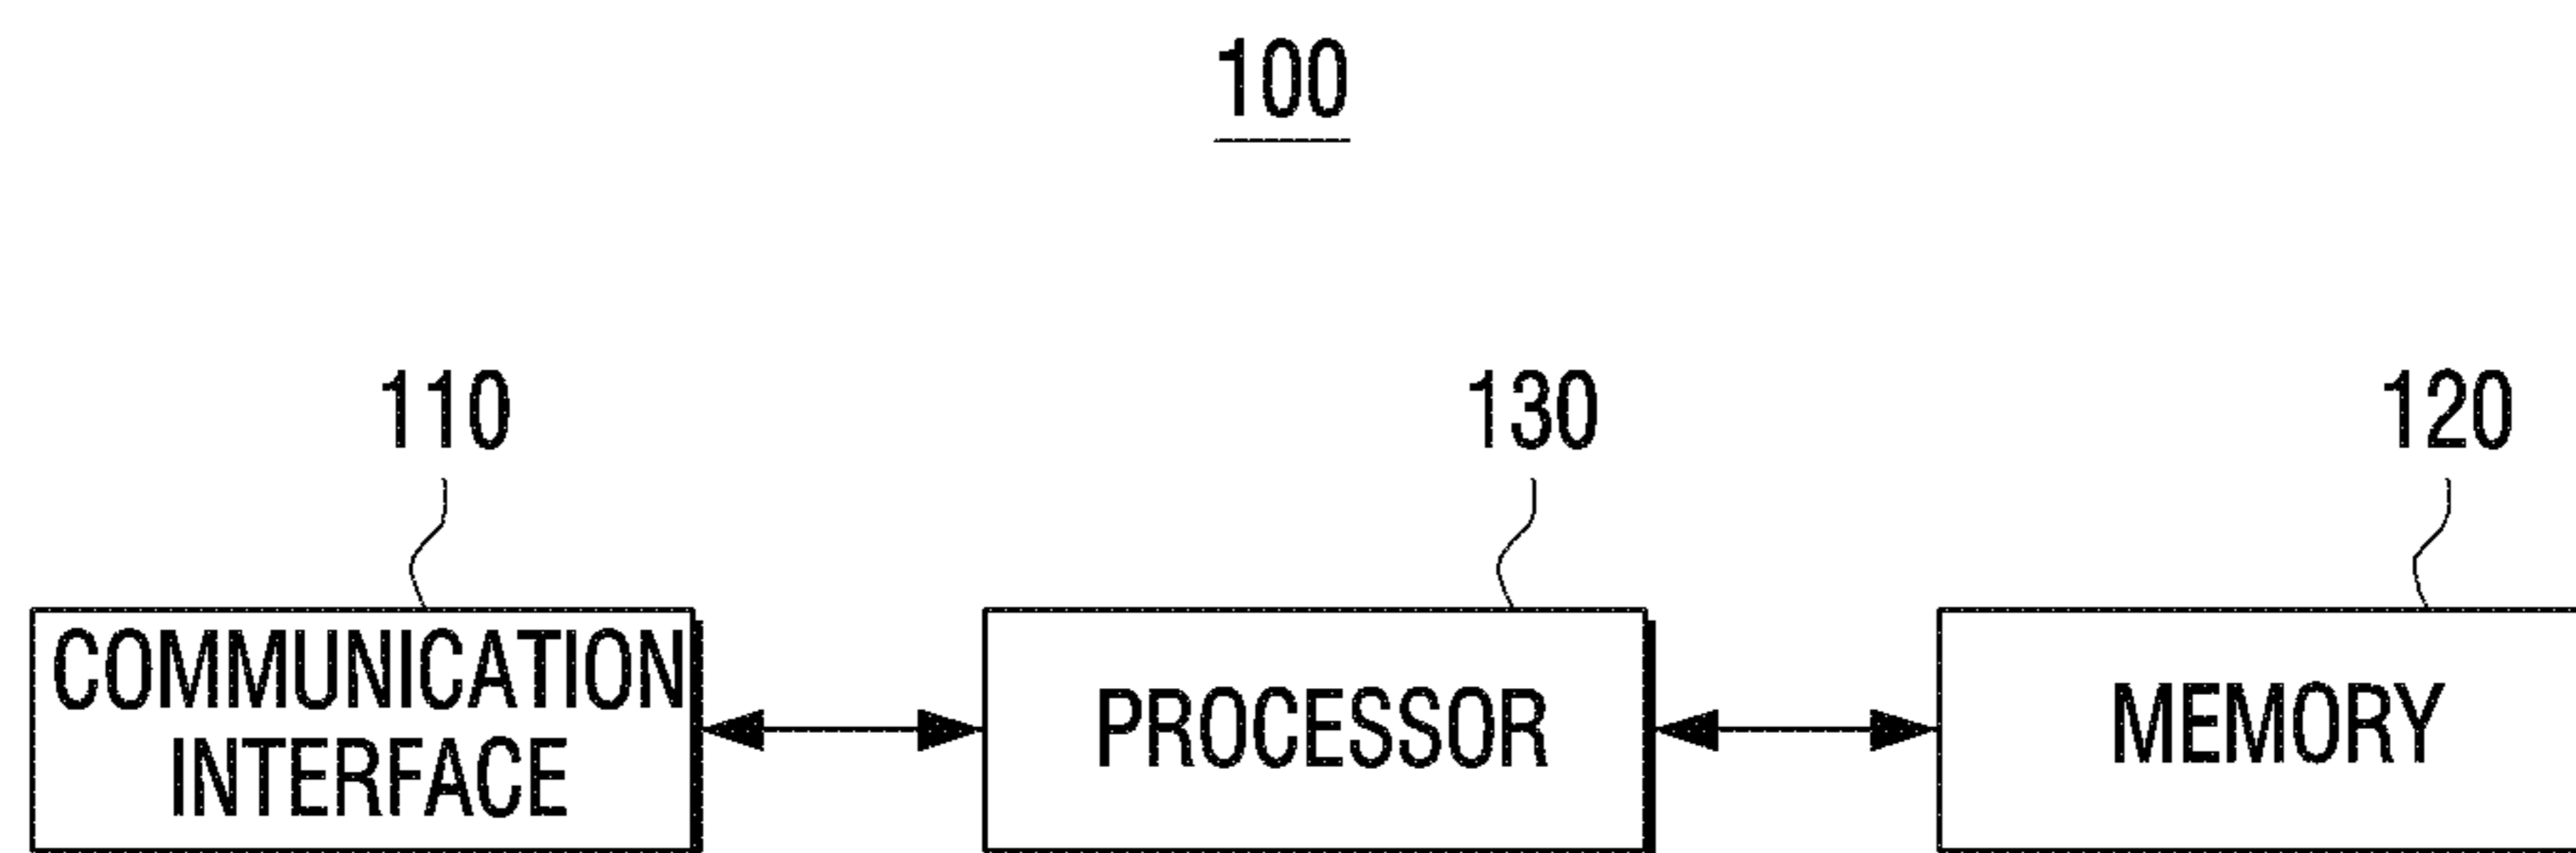 100
110
130
120
COMMUNICATION
INTERFACE
PROCESSOR
MEMORY